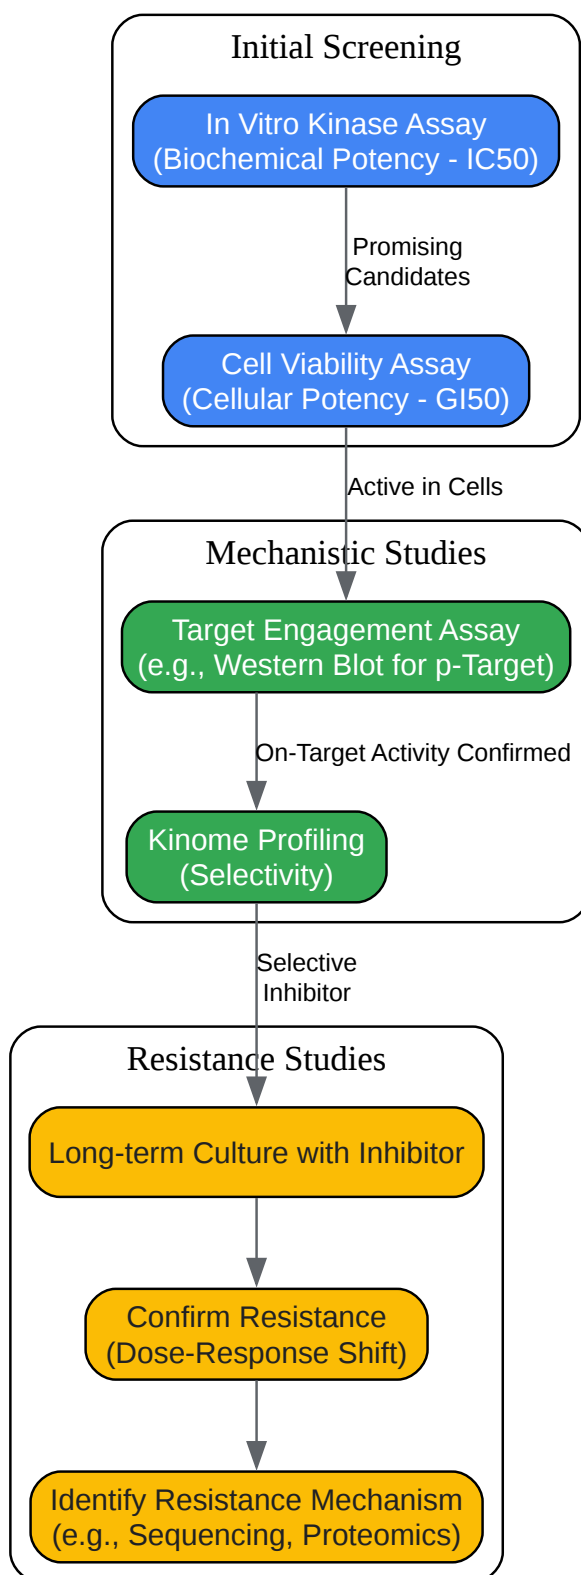 Initial Screening
In Vitro Kinase Assay
(Biochemical Potency - IC50)
Promising
Candidates
Cell Viability Assay
(Cellular Potency - GI50)
Active in Cells
Mechanistic Studies
Target Engagement Assay
(e.g., Western Blot for p-Target)
On-Target Activity Confirmed
Kinome Profiling
(Selectivity)
Selective
Inhibitor
Resistance Studies
Long-term Culture with Inhibitor
Confirm Resistance
(Dose-Response Shift)
Identify Resistance Mechanism
(e.g., Sequencing, Proteomics)